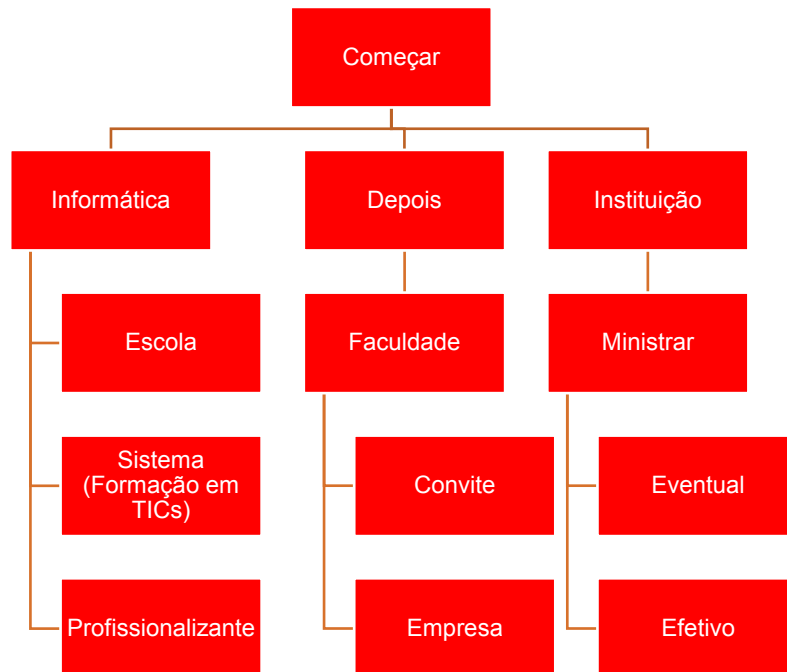 Começar
Informática
Depois
Instituição
Escola
Faculdade
Ministrar
Sistema
(Formação em
TICs)
Convite
Eventual
Profissionalizante
Empresa
Efetivo